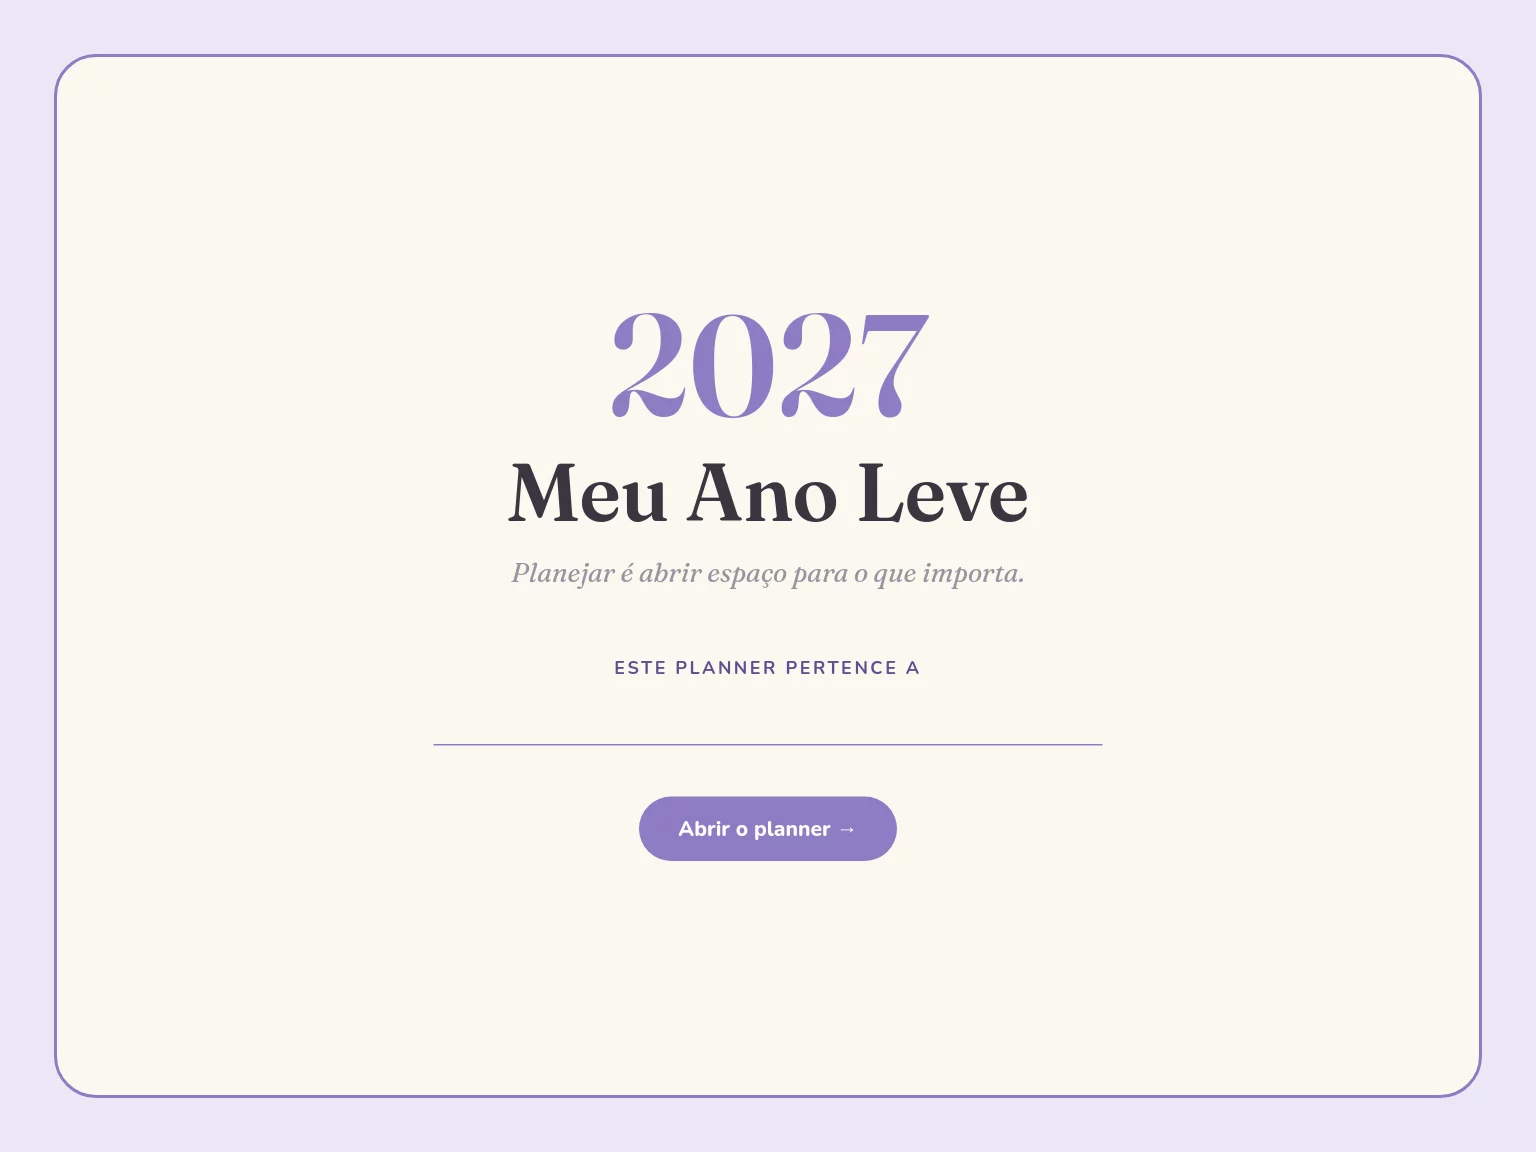 2027
Meu Ano Leve
Planejar é abrir espaço para o que importa.
ESTE PLANNER PERTENCE A
Abrir o planner →